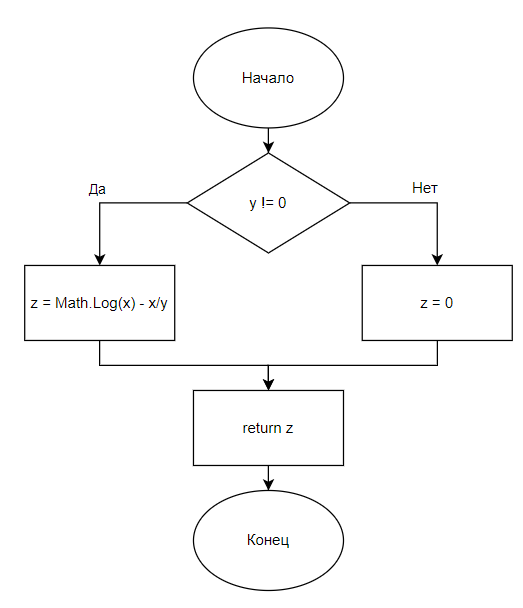 Начало
y != 0
Да
Нет
z = Math.Log(x) - x/y
z = 0
return z
Конец